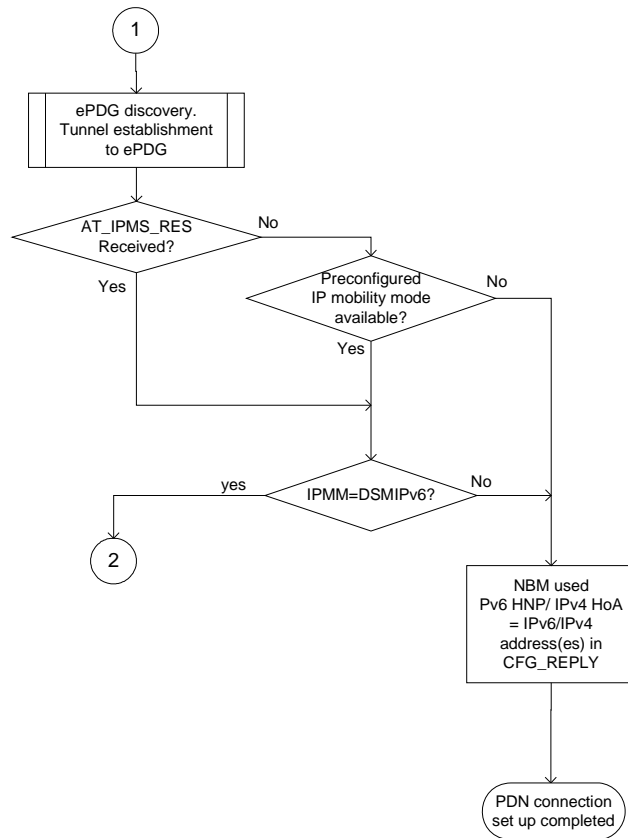 1
ePDG discovery.
Tunnel establishment
to ePDG
AT_IPMS_RES
Received?
No
Yes
Preconfigured
IP mobility mode
available?
No
Yes
IPMM=DSMIPv6?
yes
No
2
NBM used
Pv6 HNP/ IPv4 HoA
= IPv6/IPv4
address(es) in
CFG_REPLY
PDN connection
set up completed